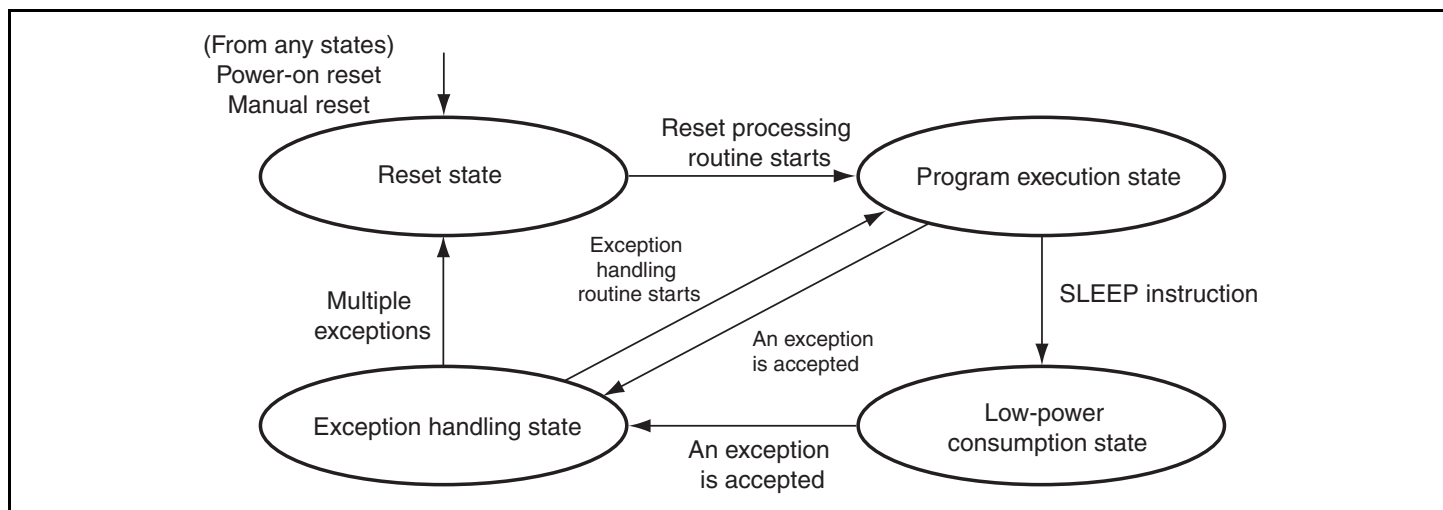 (From any states)
Power-on reset
Manual reset
Reset state
Reset processing
routine starts
Program execution state
Exception
handling
routine starts
Multiple
exceptions
SLEEP instruction
An exception
is accepted
Exception handling state
Low-power
consumption state
An exception
is accepted